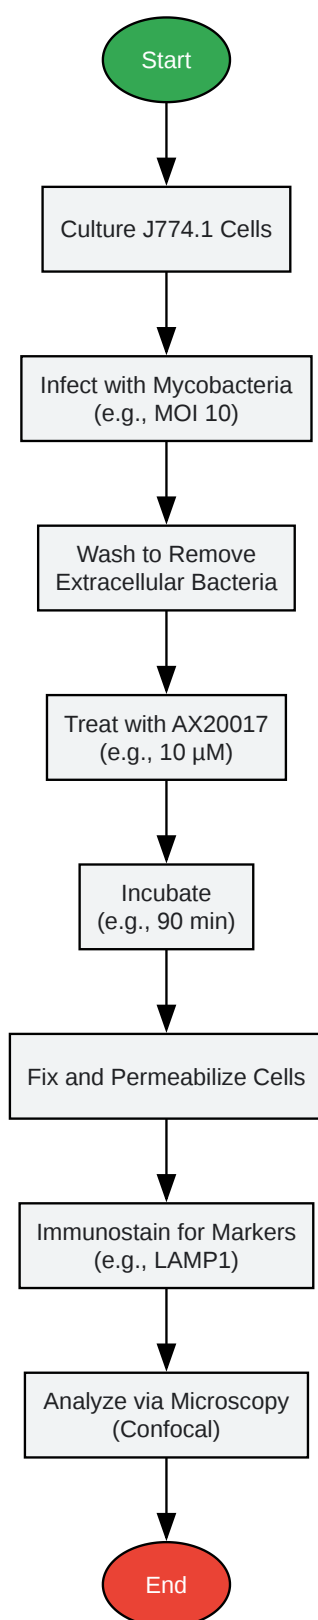 Start
Culture J774.1 Cells
Infect with Mycobacteria
(e.g., MOI 10)
Wash to Remove
Extracellular Bacteria
Treat with AX20017
(e.g., 10 µM)
Incubate
(e.g., 90 min)
Fix and Permeabilize Cells
Immunostain for Markers
(e.g., LAMP1)
Analyze via Microscopy
(Confocal)
End